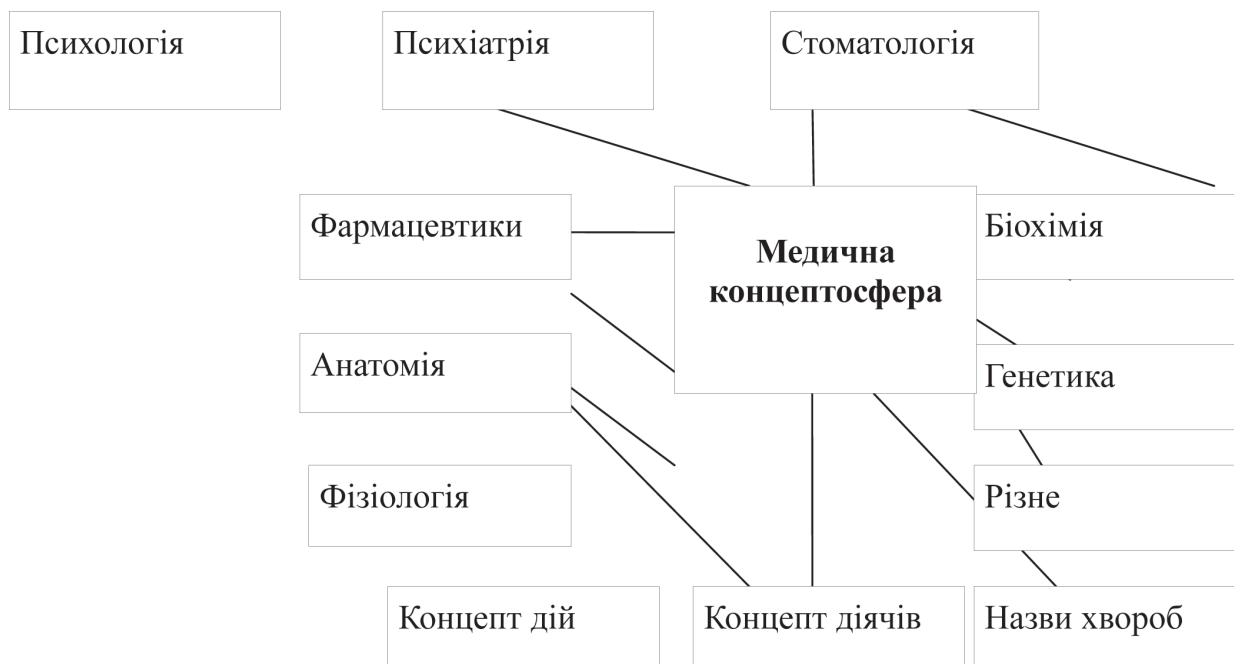 Психологія
Психіатрія
Стоматологія
Фармацевтики
Медична
концептосфера
Біохімія
Анатомія
Генетика
Фізіологія
Різне
Концепт дій
Концепт діячів
Назви хвороб